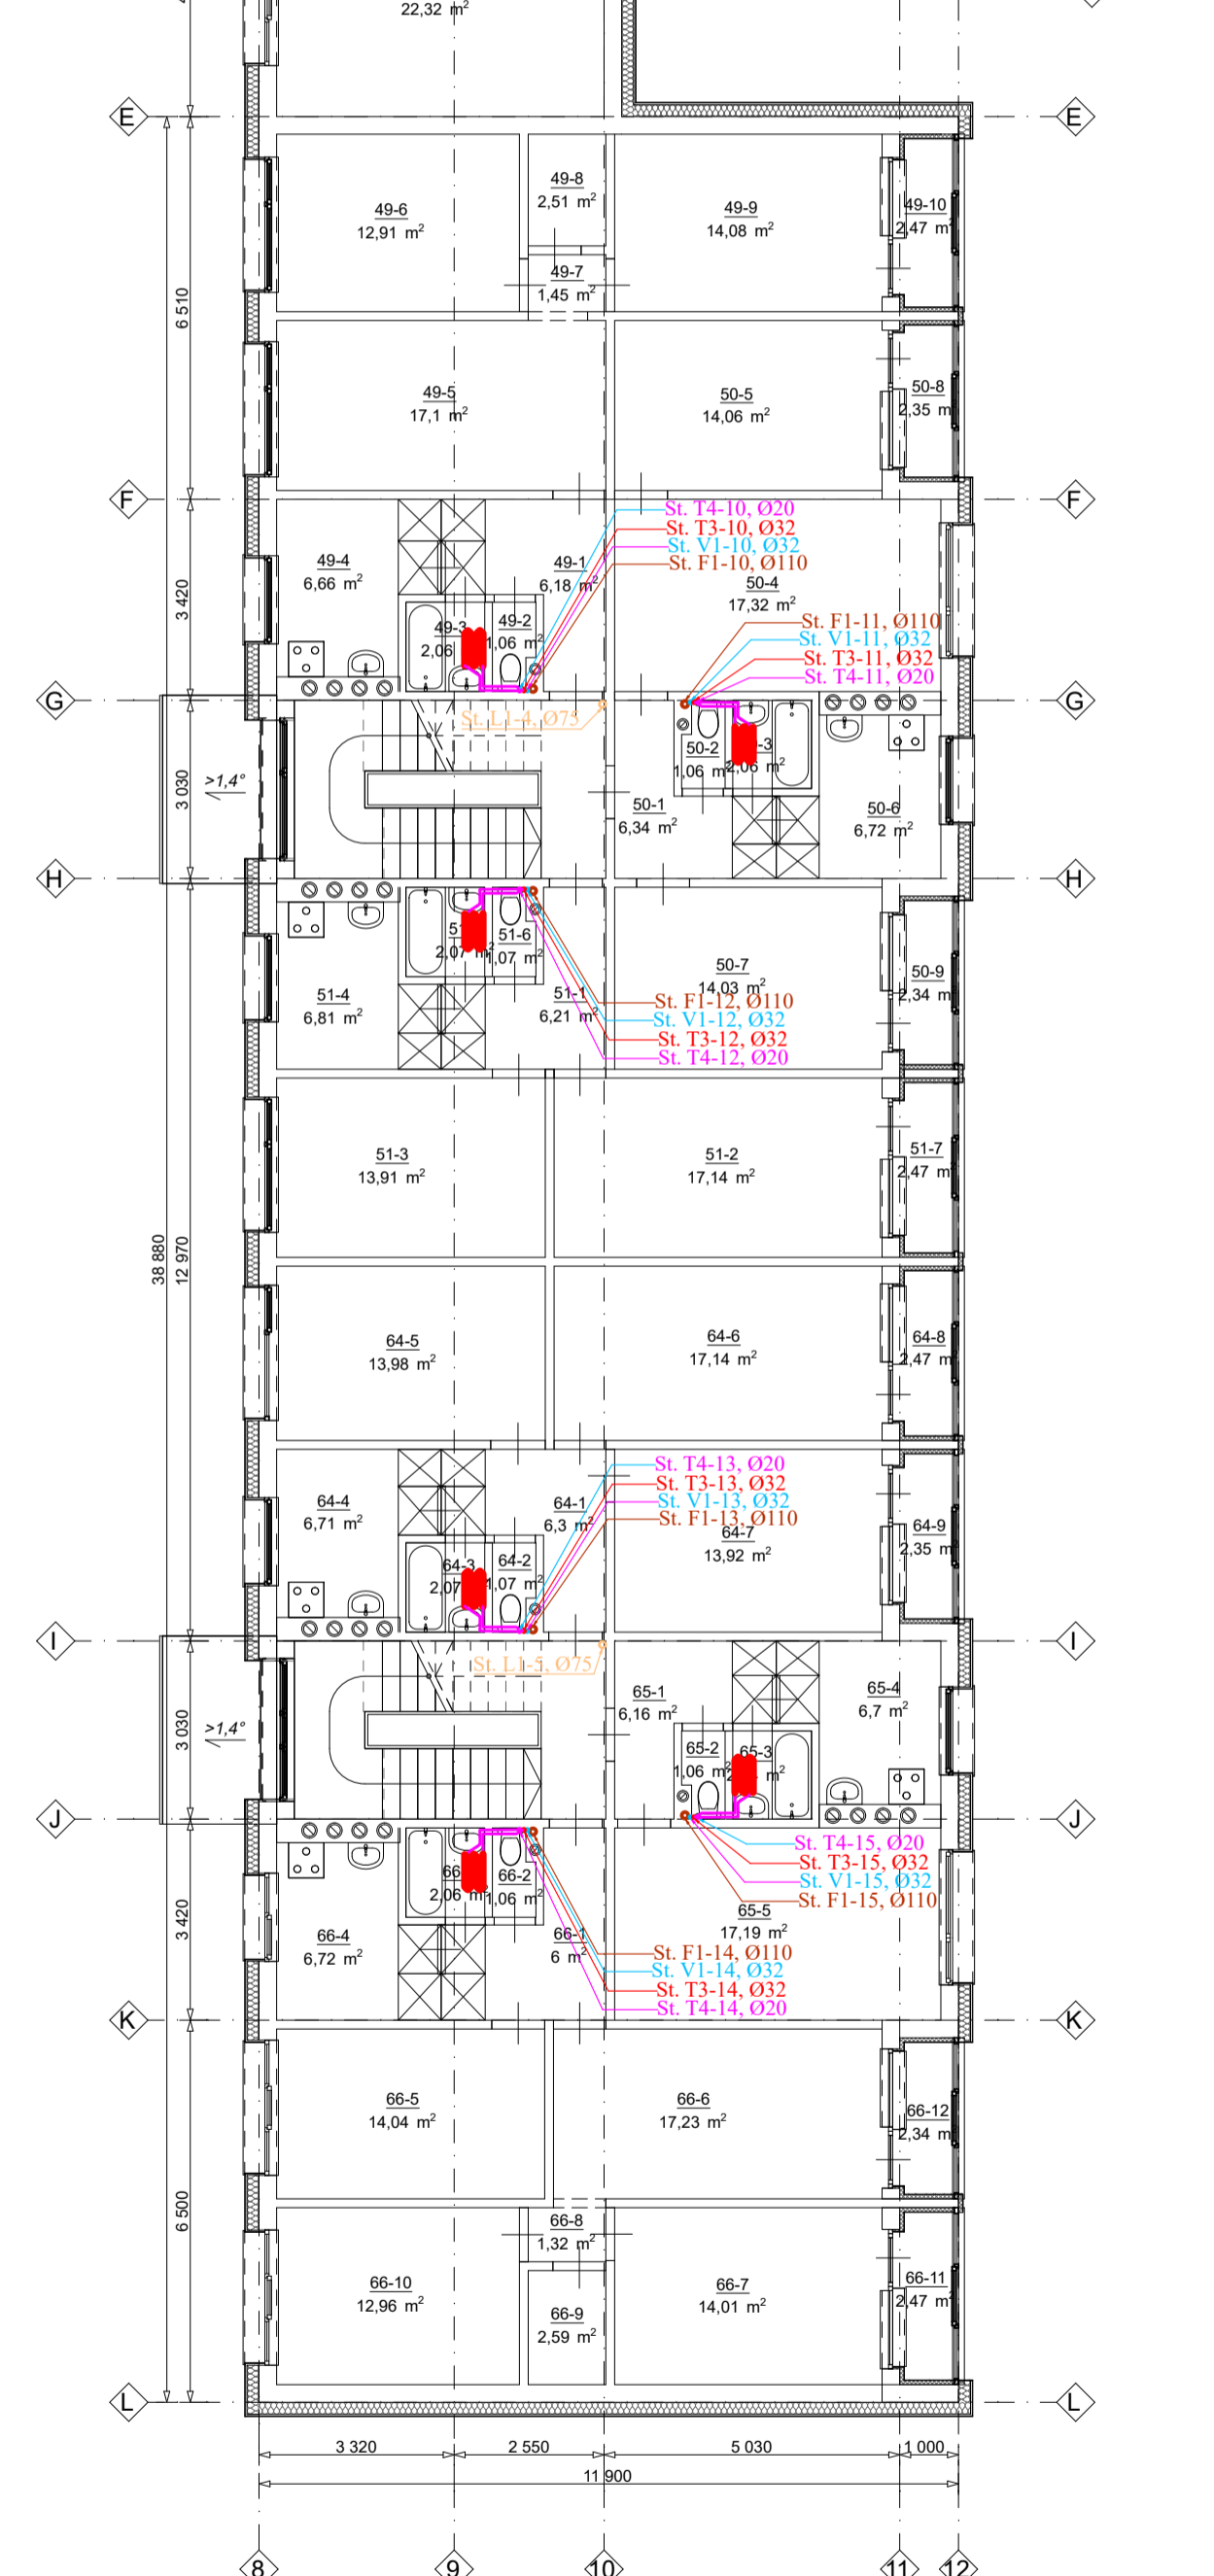 22,32 m²
E
E
49-8
2,51 m²
49-6
12,91 m²
49-9
14,08 m²
49-10
2,47 m²
49-7
1,45 m²
6 510
49-5
17,1 m²
50-5
14,06 m²
50-8
2,35 m
F
F
St. T4-10, Ø20
St. T3-10, Ø32
St. V1-10, Ø32
St. F1-10, Ø110
49-4
6,66 m²
49-1
6,18 m²
50-4
17,32 m²
3 420
49-3
2,06
49-2
1,06 m²
St. F1-11, Ø110
St. V1-11, Ø32
St. T3-11, Ø32
St. T4-11, Ø20
G
G
St. L1-4, Ø75
50-2
1,06 m²
-3
2,06 m²
3 030
>1,4°
50-1
6,34 m²
50-6
6,72 m²
H
H
51
2,07 m²
51-6
1,07 m²
51-4
6,81 m²
51-1
6,21 m²
50-7
14,03 m²
50-9
2,34 m
St. F1-12, Ø110
St. V1-12, Ø32
St. T3-12, Ø32
St. T4-12, Ø20
51-3
13,91 m²
51-2
17,14 m²
51-7
2,47 m²
38 880
12 970
64-5
13,98 m²
64-6
17,14 m²
64-8
2,47 m
St. T4-13, Ø20
St. T3-13, Ø32
St. V1-13, Ø32
St. F1-13, Ø110
64-4
6,71 m²
64-1
6,3 m²
64-7
13,92 m²
64-9
2,35 m
64-3
2,07
64-2
1,07 m²
I
I
St. L1-5, Ø75
65-1
6,16 m²
65-4
6,7 m²
3 030
>1,4°
65-2
1,06 m²
65-3
J
J
St. T4-15, Ø20
St. T3-15, Ø32
St. V1-15, Ø32
St. F1-15, Ø110
66
2,06 m²
66-2
1,06 m²
3 420
66-4
6,72 m²
66-1
6 m²
65-5
17,19 m²
St. F1-14, Ø110
St. V1-14, Ø32
St. T3-14, Ø32
St. T4-14, Ø20
K
K
66-5
14,04 m²
66-6
17,23 m²
66-12
2,34 m
6 500
66-8
1,32 m²
66-10
12,96 m²
66-9
2,59 m²
66-7
14,01 m²
66-11
2,47 m²
L
L
3 320
2 550
5 030
1 000
11 900
8
9
10
11
12